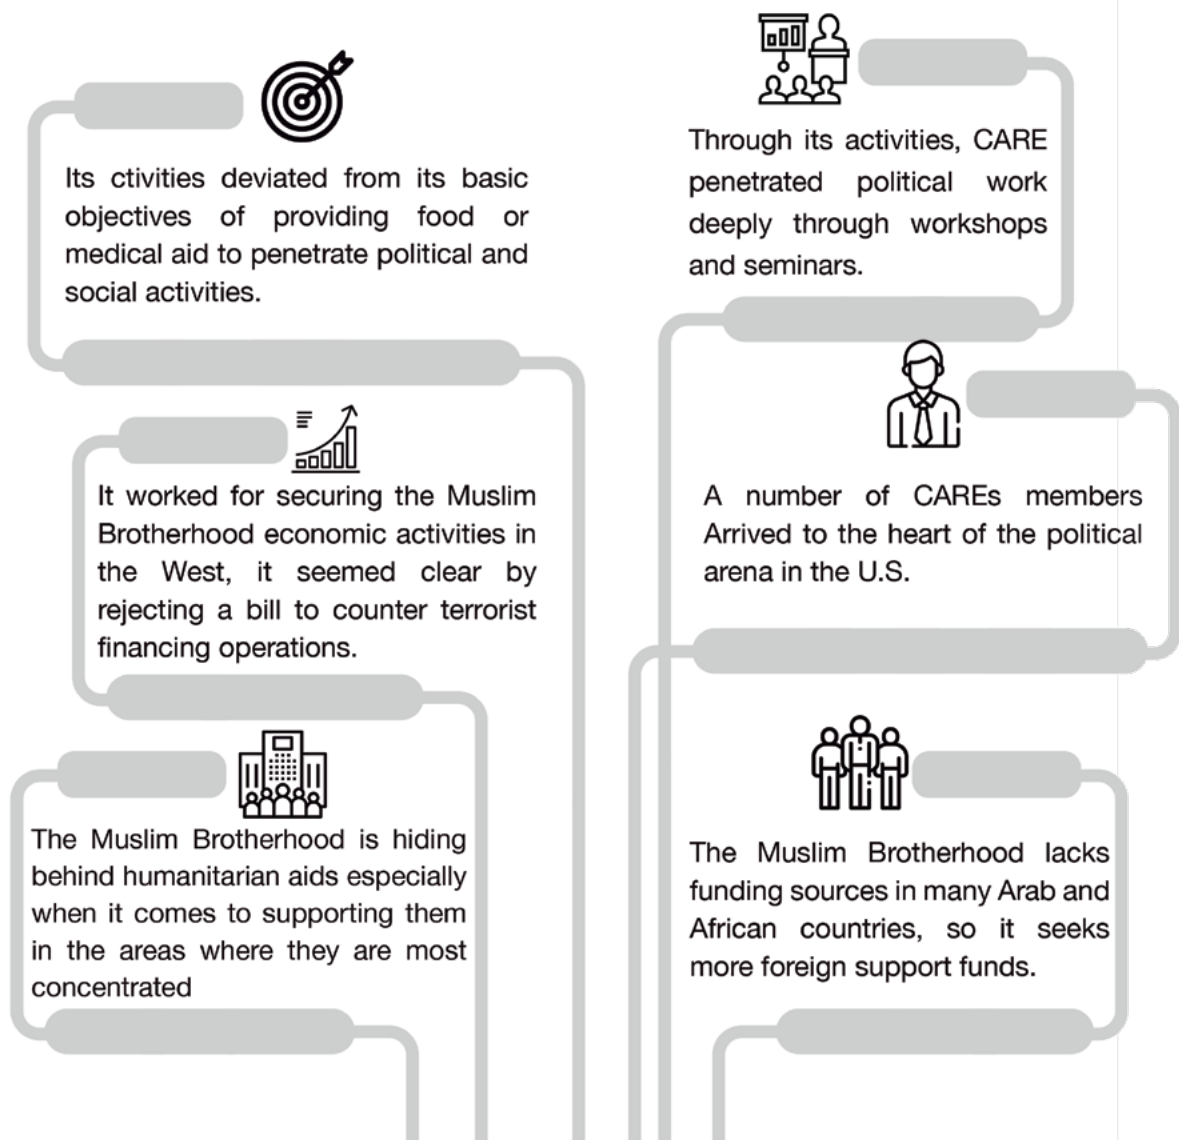 Its ctivities deviated from its basic
objectives of providing food or
medical aid to penetrate political and
social activities.
It worked for securing the Muslim
Brotherhood economic activities in
the West, it seemed clear by
rejecting a bill to counter terrorist
financing operations.
The Muslim Brotherhood is hiding
behind humanitarian aids especially
when it comes to supporting them
in the areas where they are most
concentrated
Through its activities, CARE
penetrated political work
deeply through workshops
and seminars.
A number of CAREs members
Arrived to the heart of the political
arena in the U.S.
The Muslim Brotherhood lacks
funding sources in many Arab and
African countries, so it seeks
more foreign support funds.